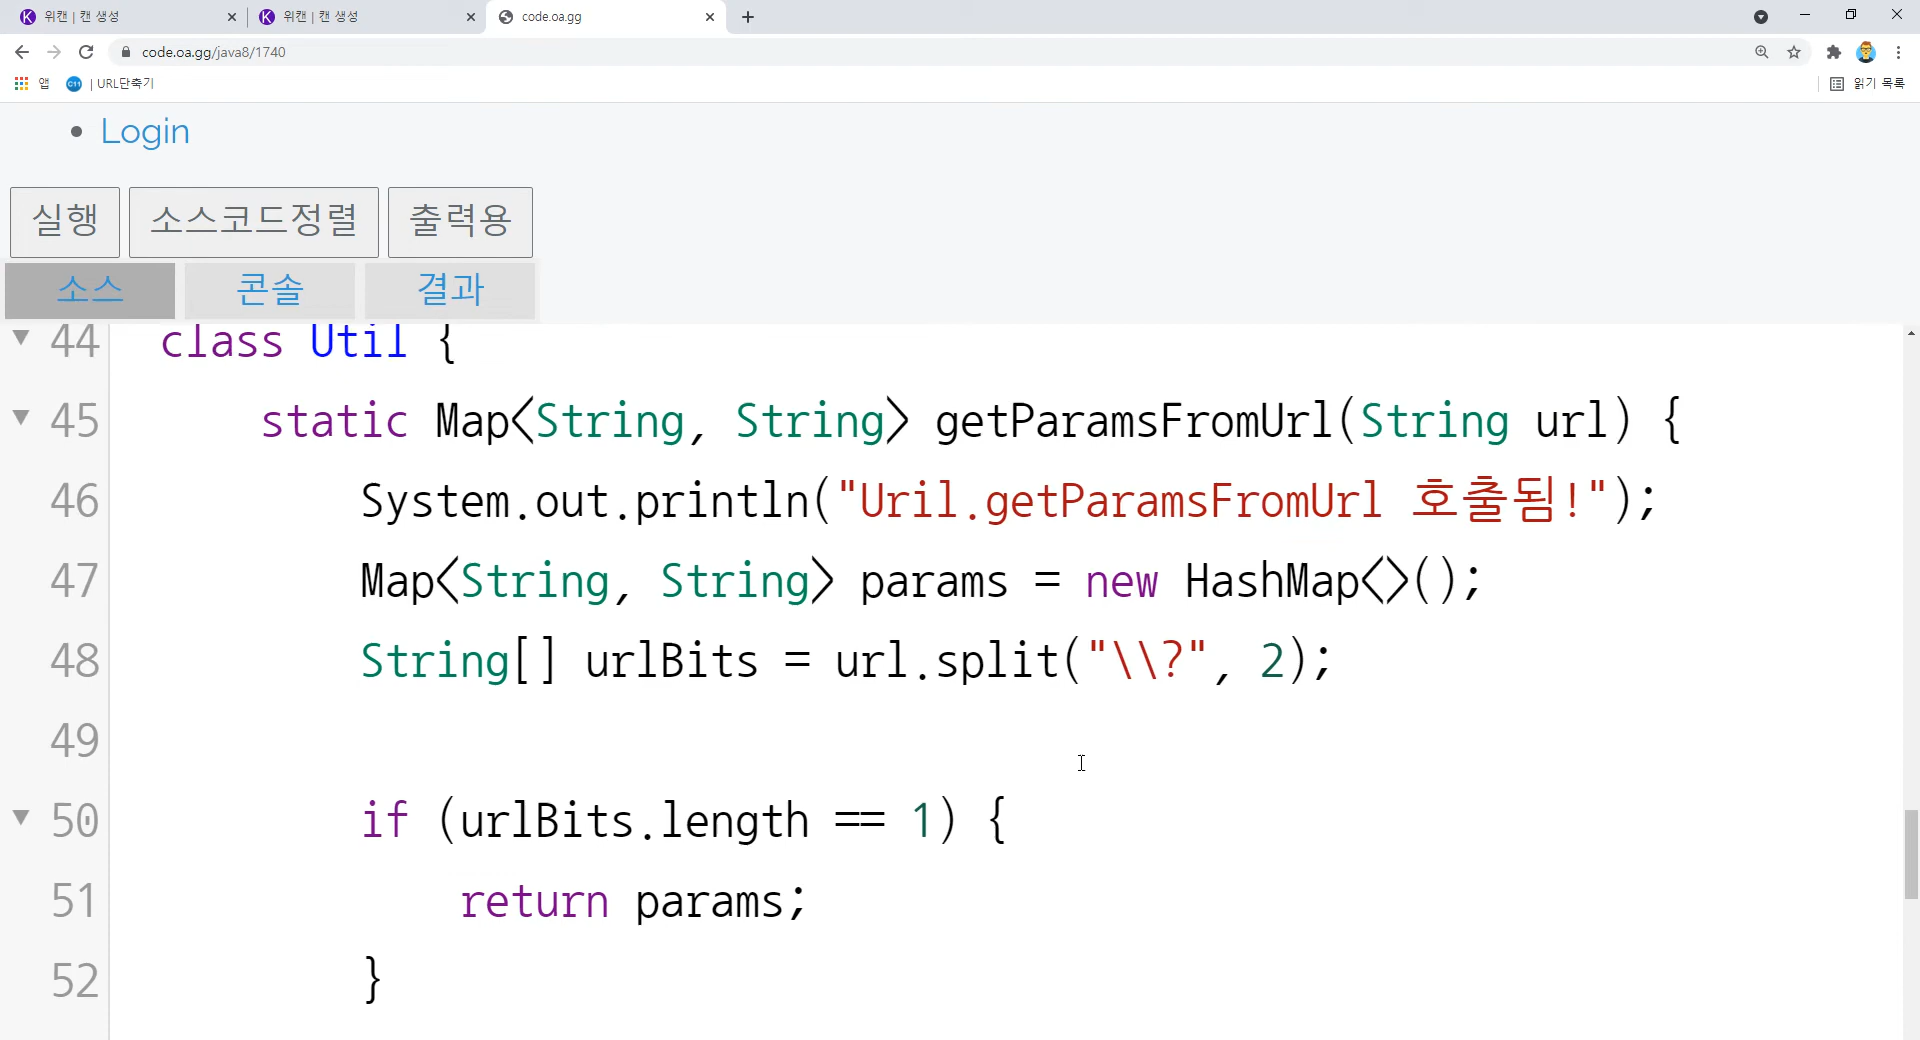 위캔 | 캔 생성
위캔 | 캔 생성
code.oa.gg
code.oa.gg/java8/1740
앱
C11
| URL단축기
읽기 목록
Login
실행
소스코드정렬
출력용
소스
콘솔
결과
44 class Util {
45 static Map<String, String> getParamsFromUrl(String url) {
46 System.out.println("Uril.getParamsFromUrl 호출됨!");
47 Map<String, String> params = new HashMap<>();
48 String[] urlBits = url.split("\\?", 2);
49
50 if (urlBits.length == 1) {
51 return params;
52 }